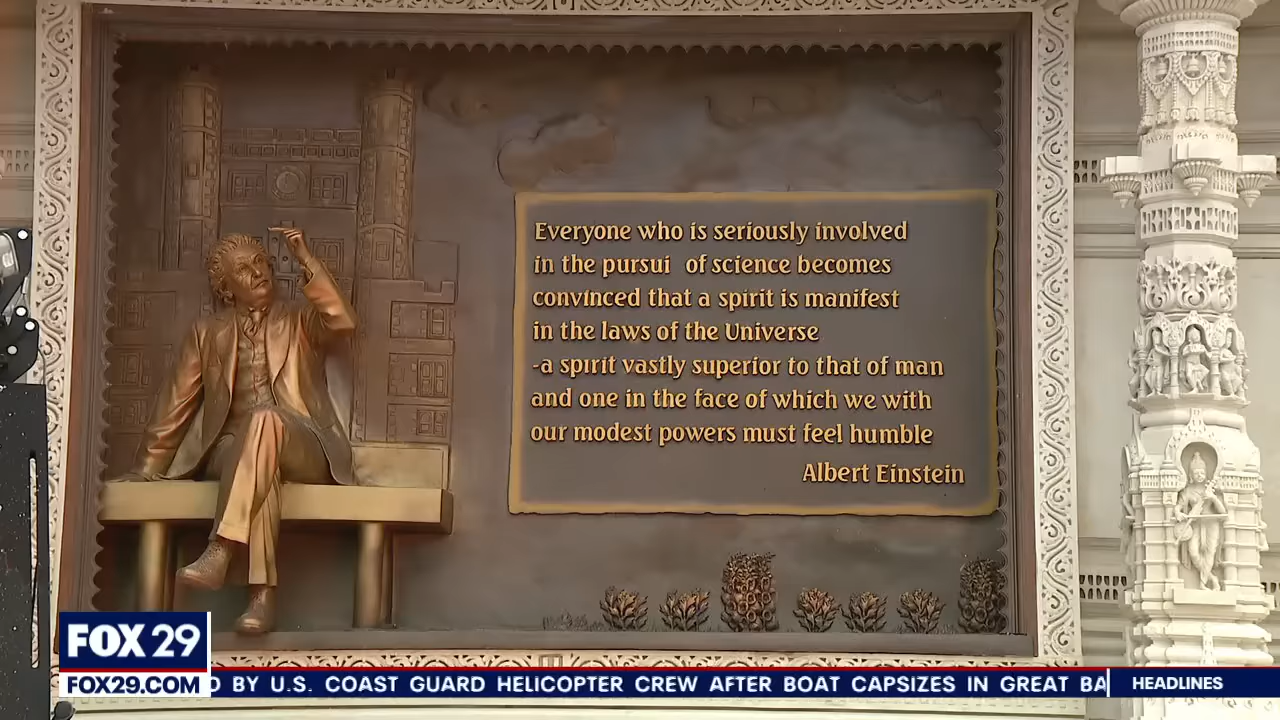 Everyone who is seriously involved
in the pursui of science becomes
convinced that a spirit is manifest
in the laws of the Universe
-a spirit vastly superior to that of man
and one in the face of which we with
our modest powers must feel humble
Albert Einstein
FOX 29
FOX29.COM
BY U.S. COAST GUARD HELICOPTER CREW AFTER BOAT CAPSIZES IN GREAT BA
HEADLINES